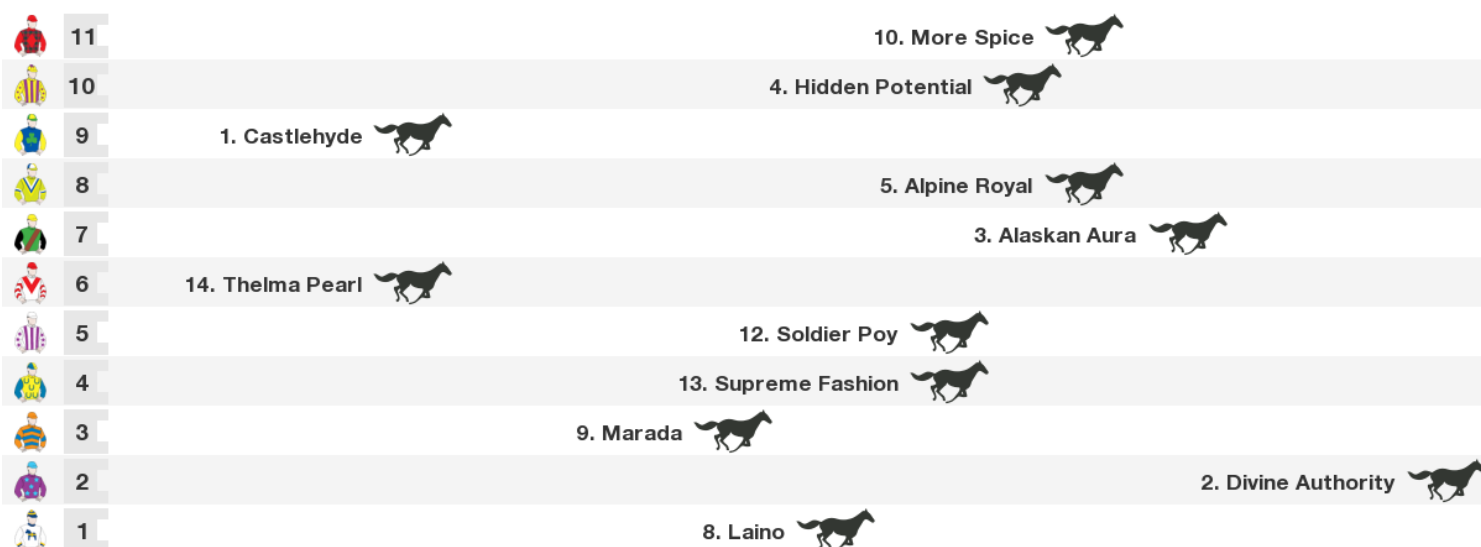 11 10. More Spice
10 4. Hidden Potential
9 1. Castlehyde
8 5. Alpine Royal
7 3. Alaskan Aura
6 14. Thelma Pearl
5 12. Soldier Poy
4 13. Supreme Fashion
3 9. Marada
2 2. Divine Authority
1 8. Laino